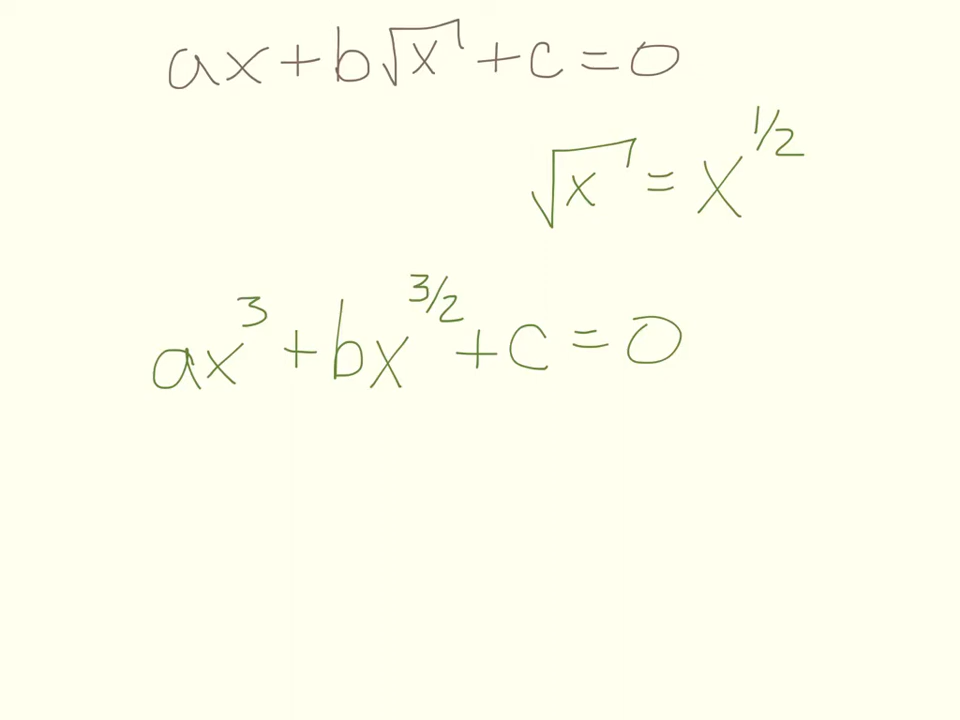 ax + b√x + c = 0
√x = x^1/2
ax^3 + bx^3/2 + c = 0